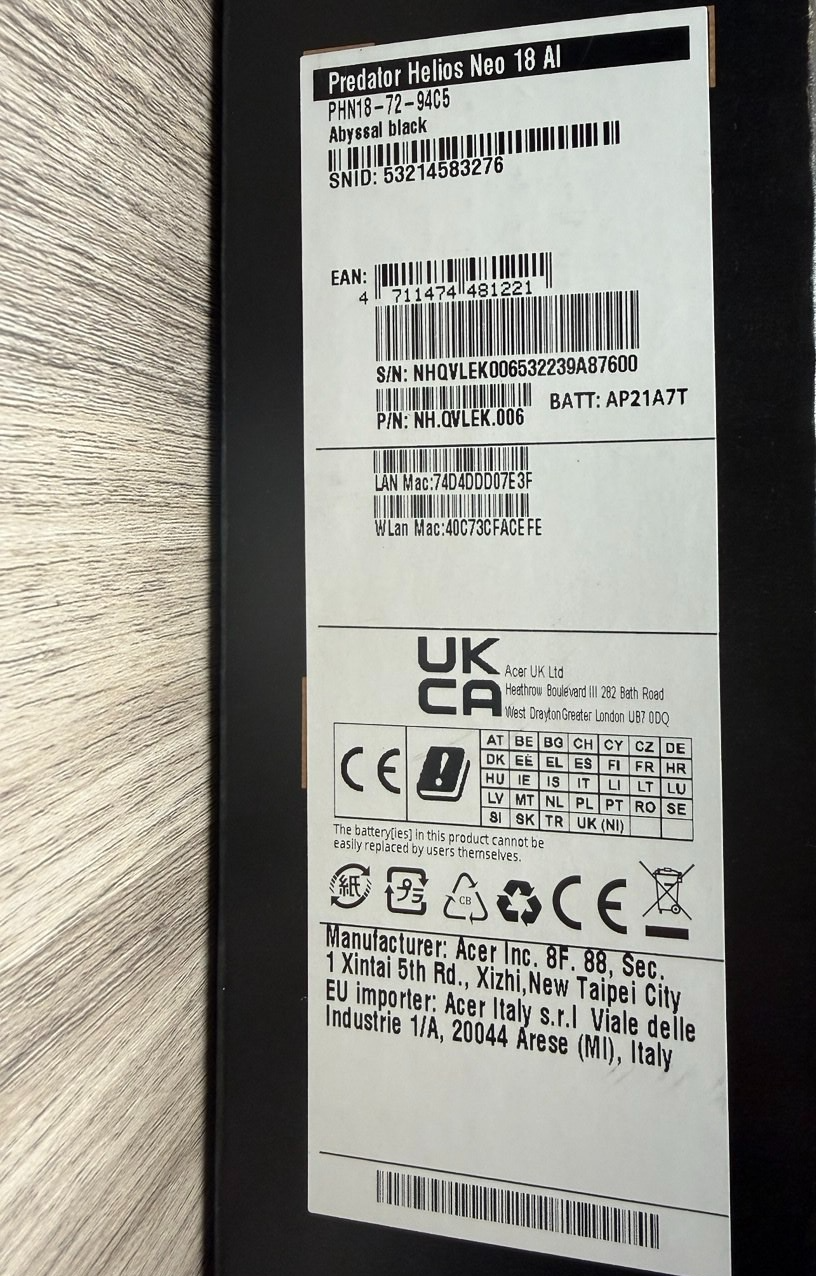 Predator Helios Neo 18 AI
PHN18-72-94C5
Abyssal black
SNID: 53214583276
EAN:
4 711474 481221
S/N: NHQVLEK006532239A87600
P/N: NH.QVLEK.006
BATT: AP21A7T
LAN Mac:74D4DDD07E3F
WLan Mac:40C73CFACEFE
UK
CA
Acer UK Ltd
Heathrow Boulevard III 282 Bath Road
West Drayton Greater London UB7 0DQ
CE
AT BE BG CH CY CZ DE
DK EE EL ES FI FR HR
HU IE IS IT LI LT LU
LV MT NL PL PT RO SE
SI SK TR UK (NI)
The battery[ies] in this product cannot be
easily replaced by users themselves.
紙 プラ CB CE
Manufacturer: Acer Inc. 8F. 88, Sec.
1 Xintai 5th Rd., Xizhi,New Taipei City
EU importer: Acer Italy s.r.l Viale delle
Industrie 1/A, 20044 Arese (MI), Italy